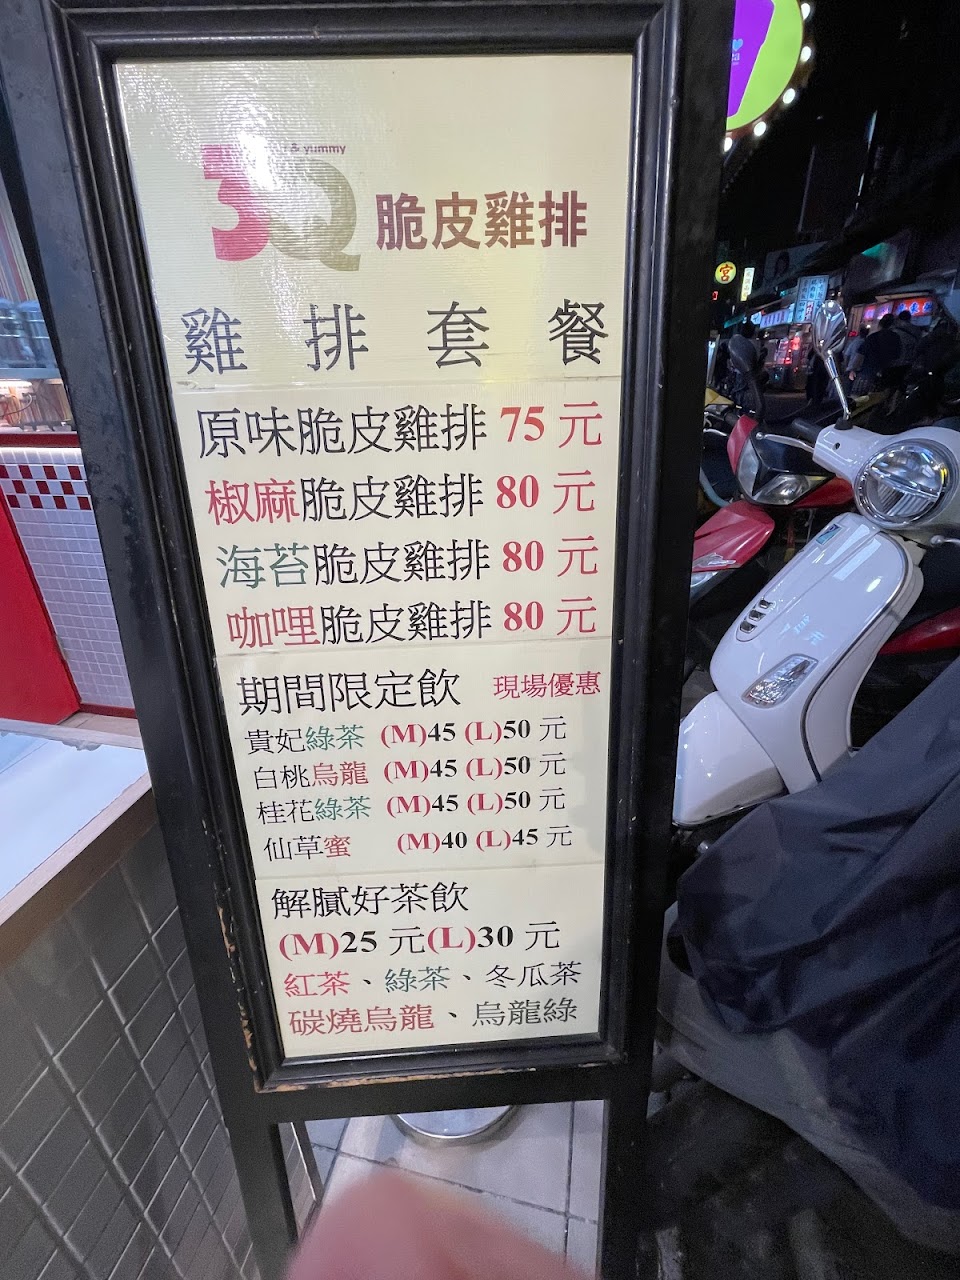 & yummy
3Q 脆皮雞排
雞排套餐
原味脆皮雞排 75 元
椒麻脆皮雞排 80 元
海苔脆皮雞排 80 元
咖哩脆皮雞排 80 元
期間限定飲 現場優惠
貴妃綠茶 (M)45 (L)50 元
白桃烏龍 (M)45 (L)50 元
桂花綠茶 (M)45 (L)50 元
仙草蜜 (M)40 (L)45 元
解膩好茶飲
(M)25 元(L)30 元
紅茶、綠茶、冬瓜茶
碳燒烏龍、烏龍綠
宮